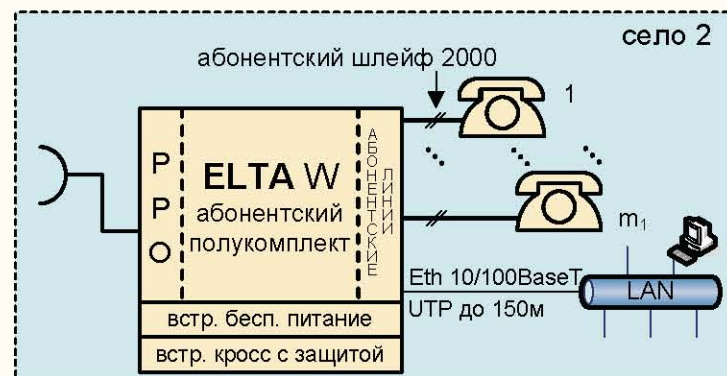 село 2
абонентский шлейф 2000
1
РРО
ELTA W
абонентский
полукомплект
АБОНЕНТСКИЕ
ЛИНИИ
m₁
Eth 10/100BaseT
UTP до 150м
LAN
встр. бесп. питание
встр. кросс с защитой